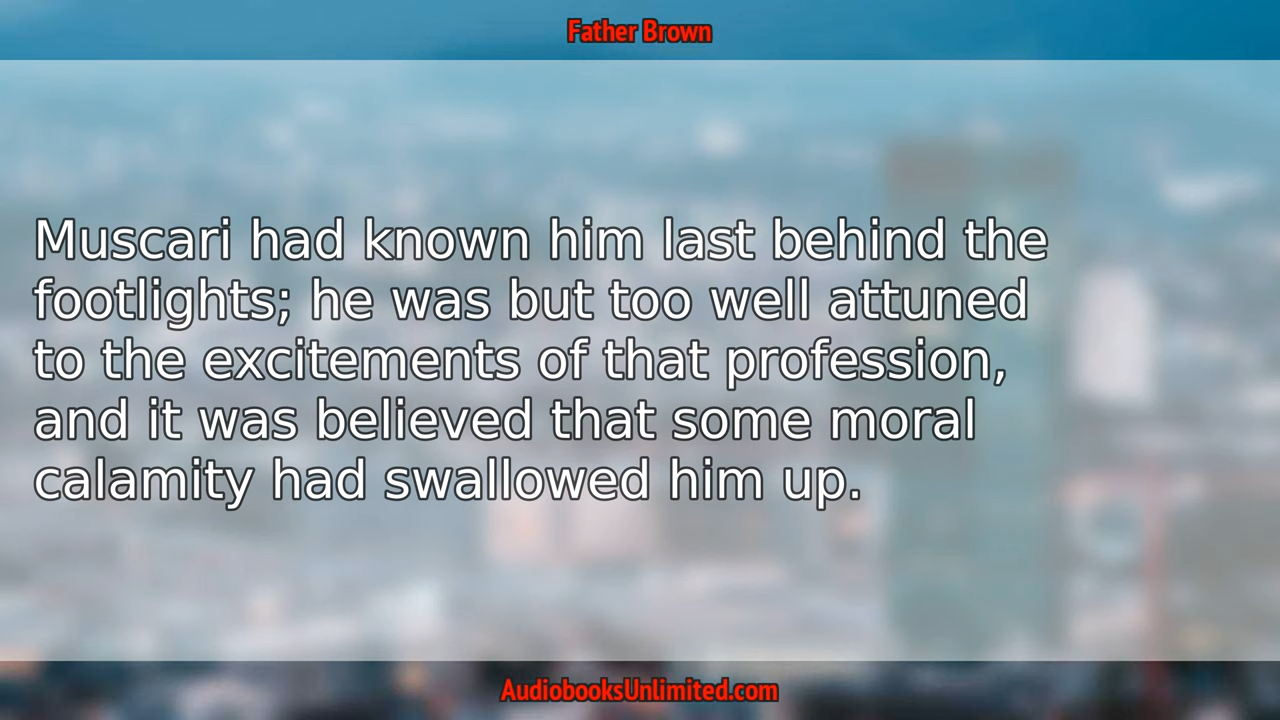 Father Brown
Muscari had known him last behind the
footlights; he was but too well attuned
to the excitements of that profession,
and it was believed that some moral
calamity had swallowed him up.
AudiobooksUnlimited.com